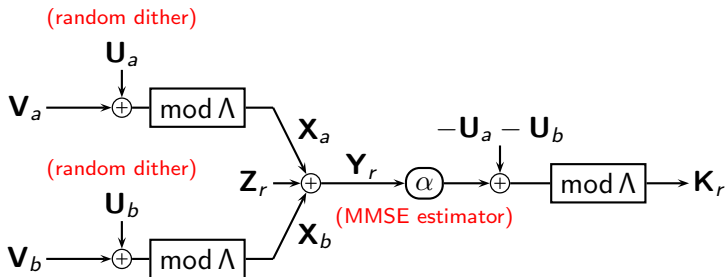 (random dither)
U_a
V_a
+
mod Λ
X_a
−U_a − U_b
(random dither)
Z_r
+
Y_r
α
+
mod Λ
K_r
U_b
(MMSE estimator)
X_b
V_b
+
mod Λ